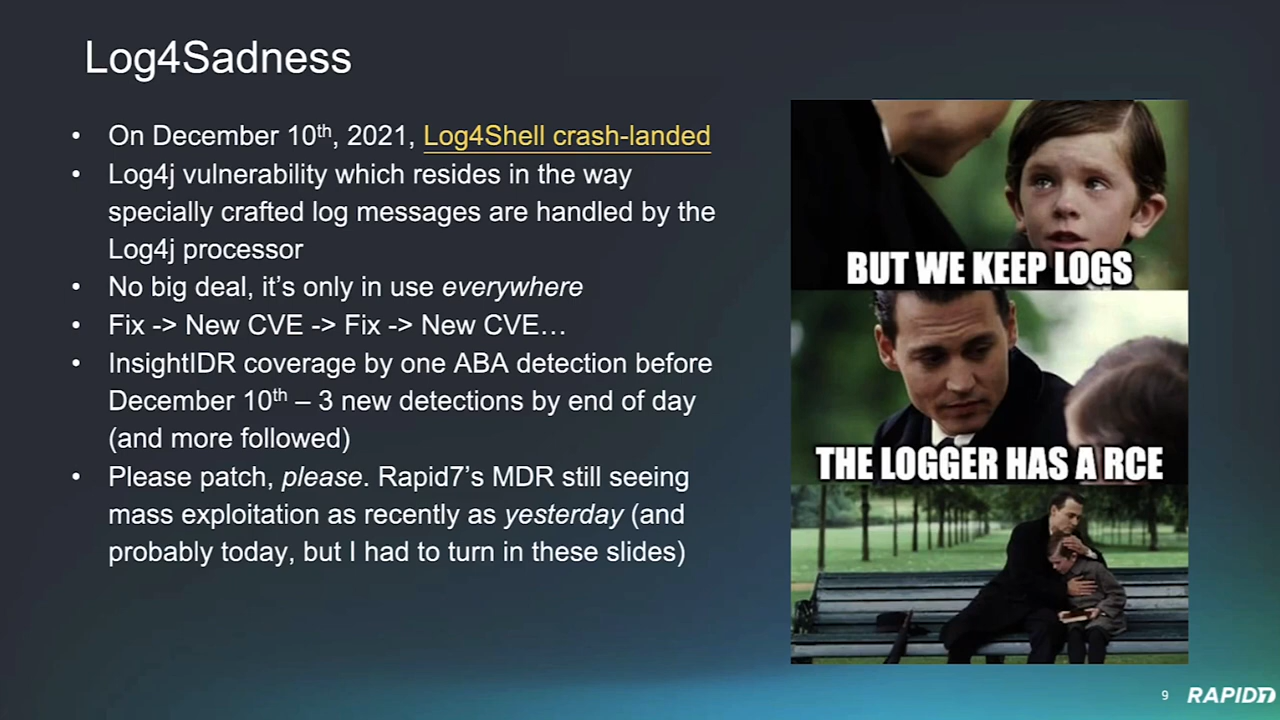 Log4Sadness
• On December 10th, 2021, Log4Shell crash-landed
• Log4j vulnerability which resides in the way
specially crafted log messages are handled by the
Log4j processor
• No big deal, it’s only in use everywhere
• Fix -> New CVE -> Fix -> New CVE…
• InsightIDR coverage by one ABA detection before
December 10th – 3 new detections by end of day
(and more followed)
• Please patch, please. Rapid7’s MDR still seeing
mass exploitation as recently as yesterday (and
probably today, but I had to turn in these slides)
BUT WE KEEP LOGS
THE LOGGER HAS A RCE
9
RAPID7